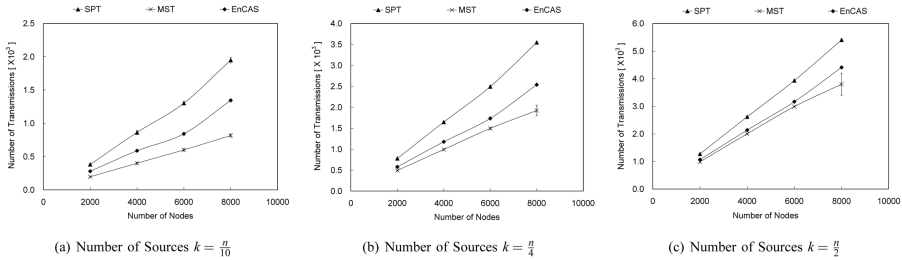 SPT MST EnCAS
Number of Transmissions [ X10³ ]
2.5
2.0
1.5
1.0
0.5
0.0
0 2000 4000 6000 8000 10000
Number of Nodes
(a) Number of Sources k = n/10
SPT MST EnCAS
Number of Transmissions [ X10³ ]
4.0
3.5
3.0
2.5
2.0
1.5
1.0
0.5
0.0
0 2000 4000 6000 8000 10000
Number of Nodes
(b) Number of Sources k = n/4
SPT MST EnCAS
Number of Transmissions [ X10³ ]
6.0
5.0
4.0
3.0
2.0
1.0
0.0
0 2000 4000 6000 8000 10000
Number of Nodes
(c) Number of Sources k = n/2